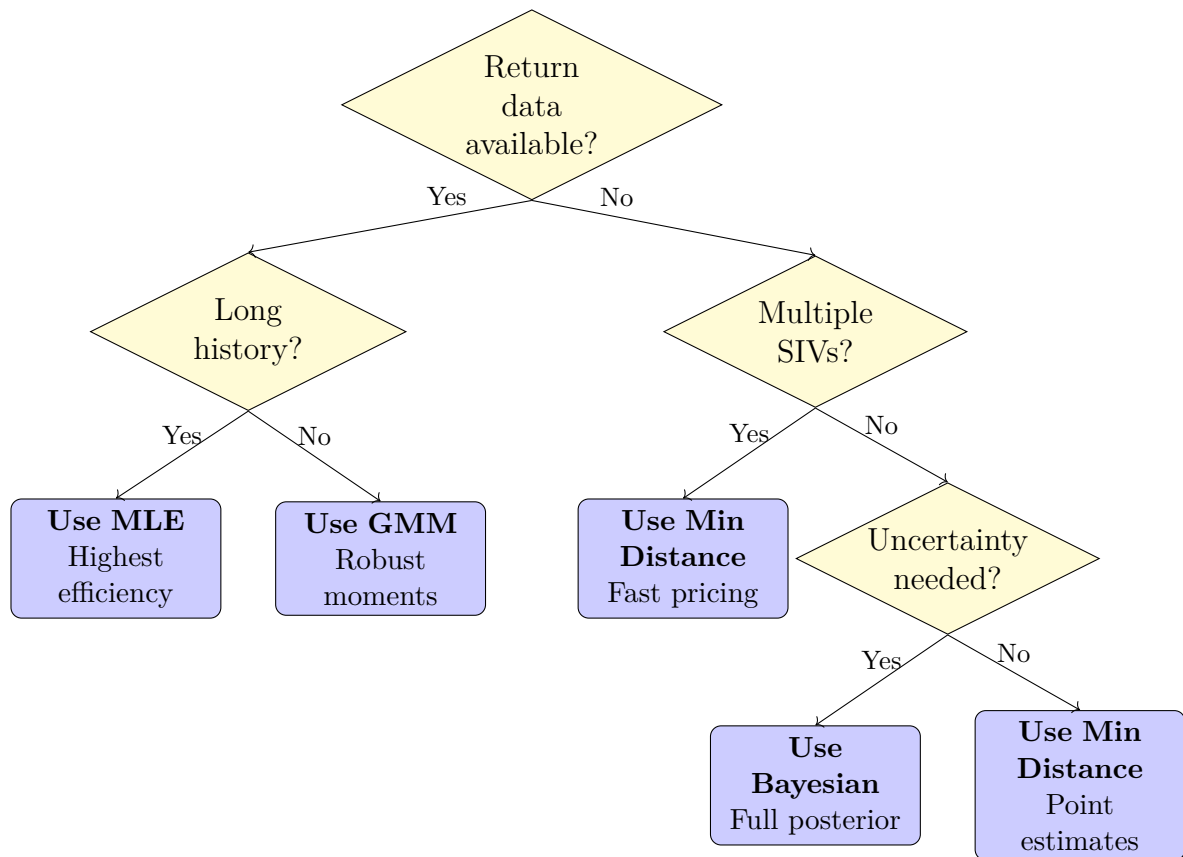 Return
data
available?
Yes
No
Long
history?
Multiple
SIVs?
Yes
No
Yes
No
Use MLE
Highest
efficiency
Use GMM
Robust
moments
Use Min
Distance
Fast pricing
Uncertainty
needed?
Yes
No
Use
Bayesian
Full posterior
Use Min
Distance
Point
estimates